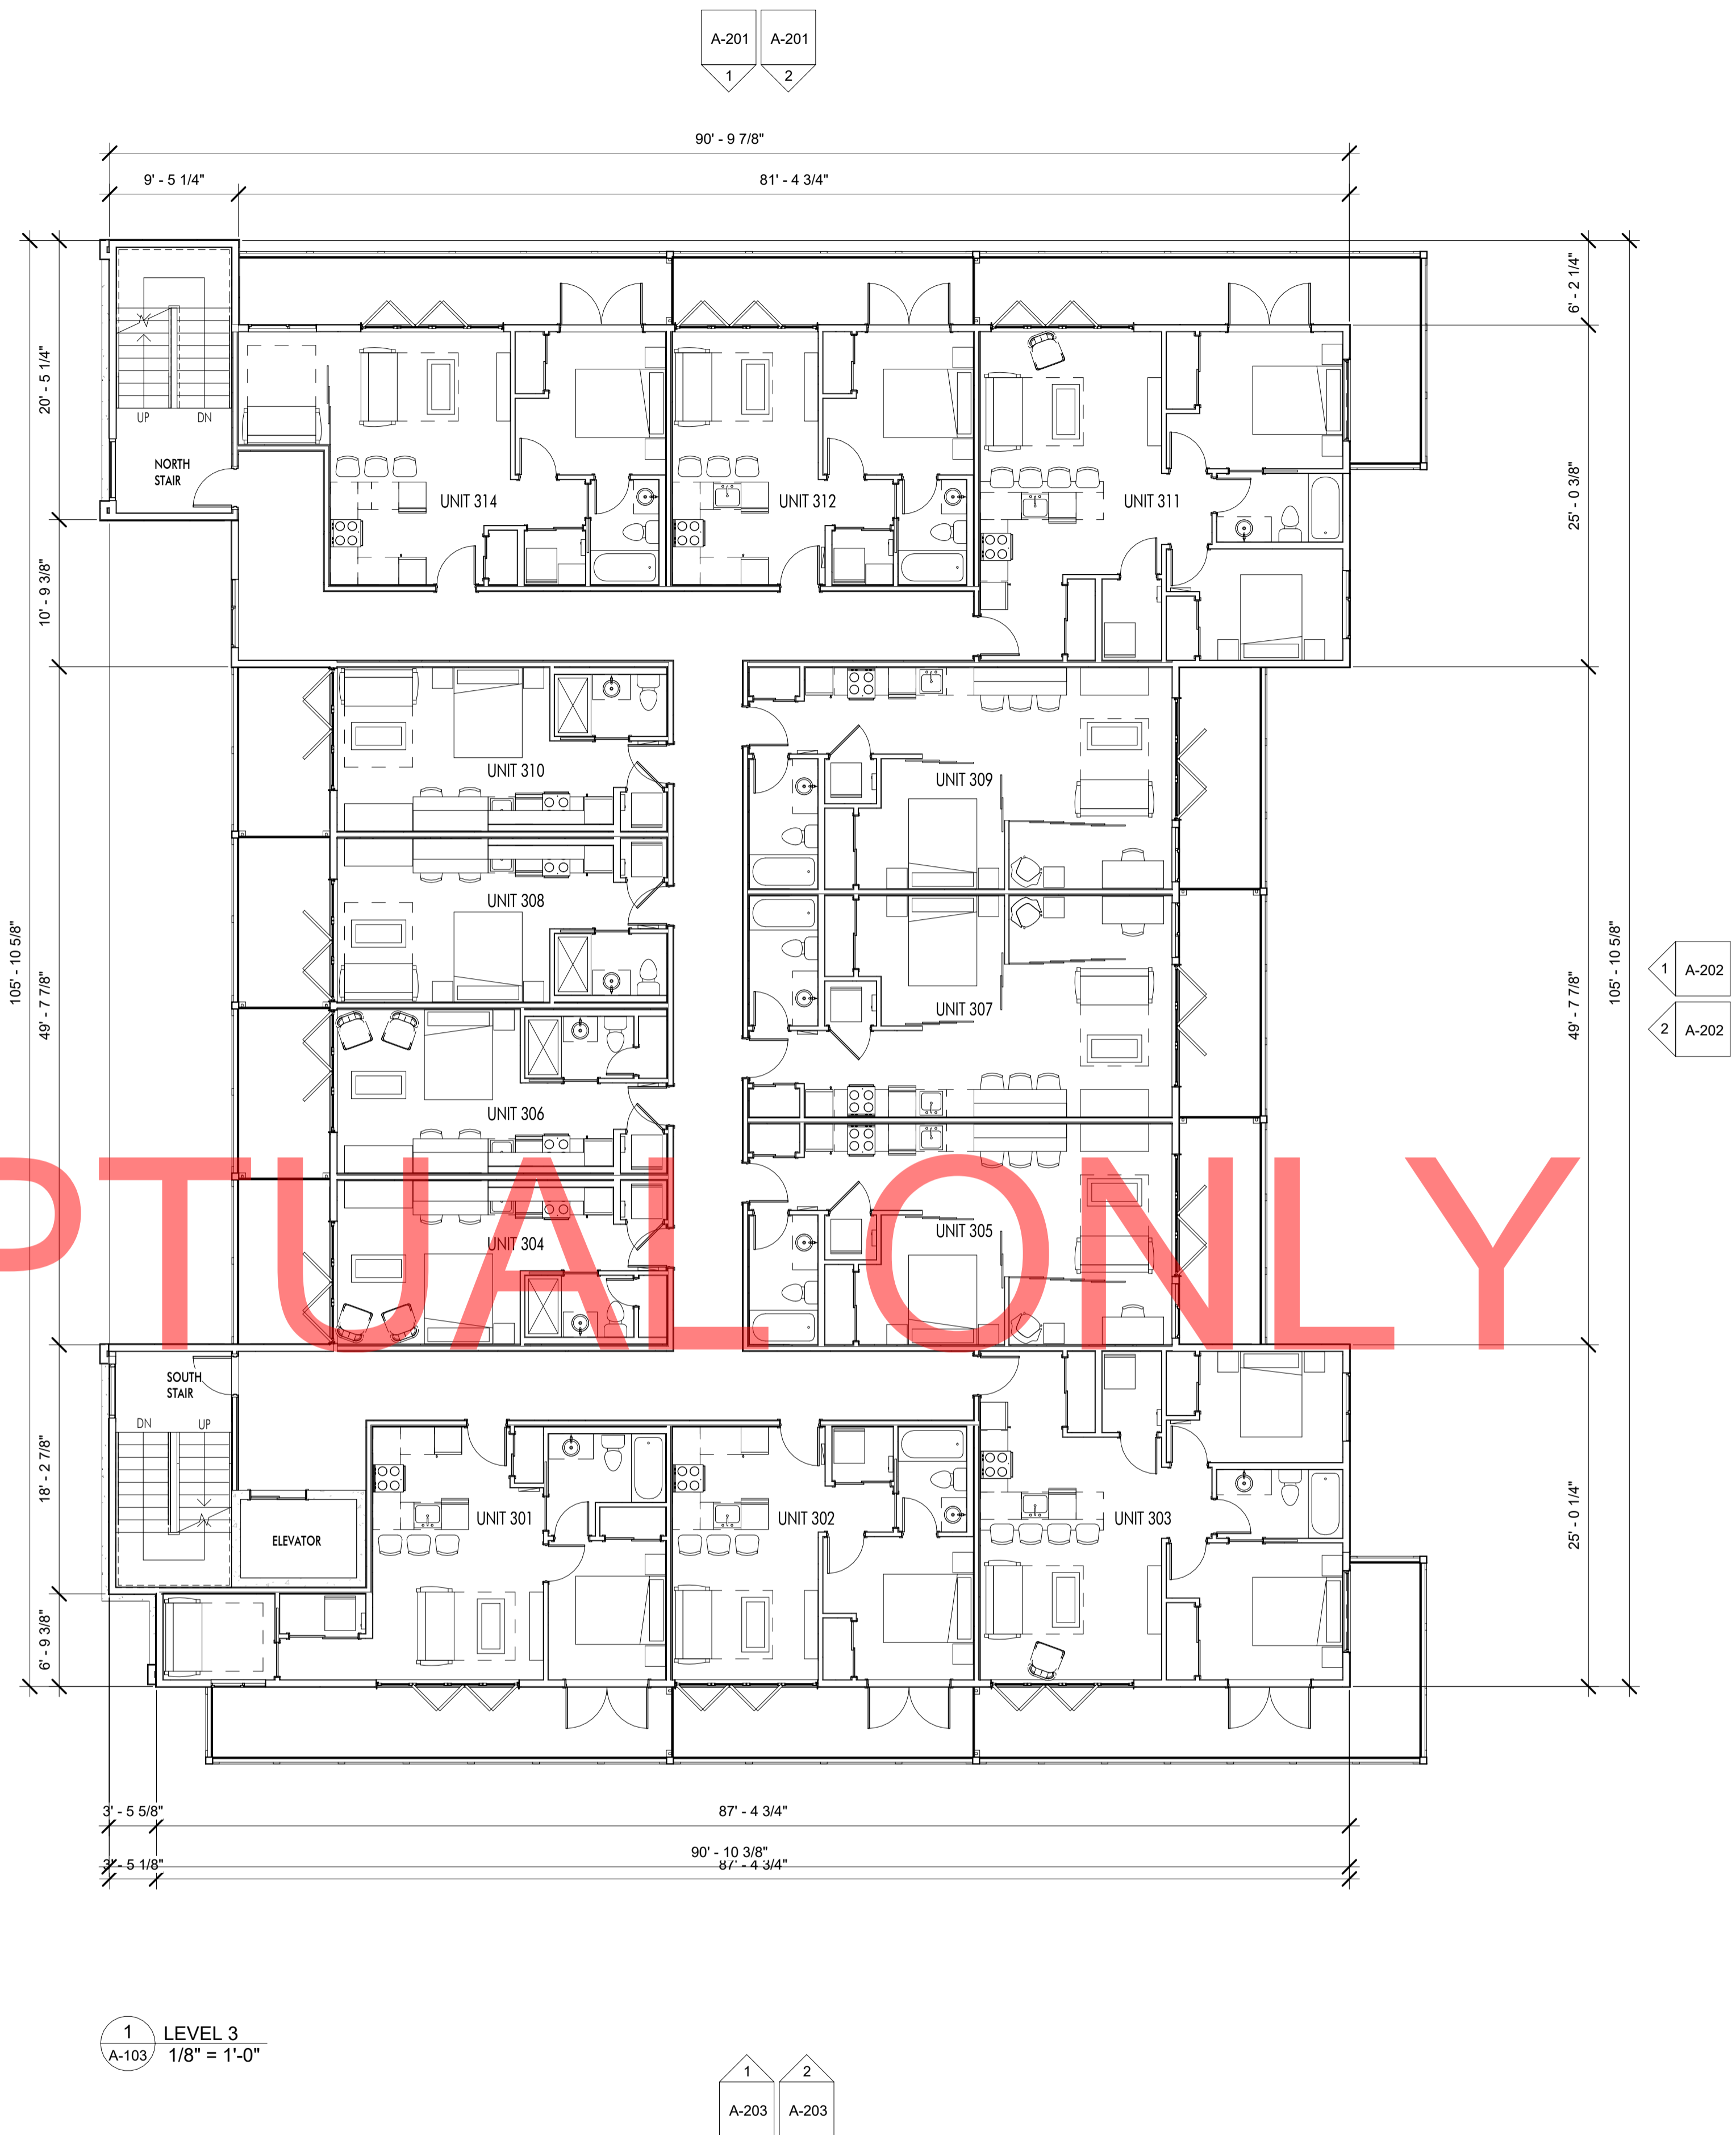 A-201 A-201
1 2
90' - 9 7/8"
9' - 5 1/4" 81' - 4 3/4"
6' - 2 1/4"
20' - 5 1/4"
UP DN
NORTH
STAIR
UNIT 314 UNIT 312 UNIT 311
25' - 0 3/8"
10' - 9 3/8"
UNIT 310 UNIT 309
UNIT 308
105' - 10 5/8"
49' - 7 7/8"
UNIT 307
49' - 7 7/8"
105' - 10 5/8"
1 A-202
2 A-202
UNIT 306
PTUAL ONLY
UNIT 304 UNIT 305
SOUTH
STAIR
DN UP
18' - 2 7/8"
ELEVATOR
UNIT 301 UNIT 302 UNIT 303
25' - 0 1/4"
6' - 9 3/8"
3' - 5 5/8" 87' - 4 3/4"
90' - 10 3/8"
3' - 5 1/8" 87' - 4 3/4"
1 LEVEL 3
A-103 1/8" = 1'-0"
1 2
A-203 A-203